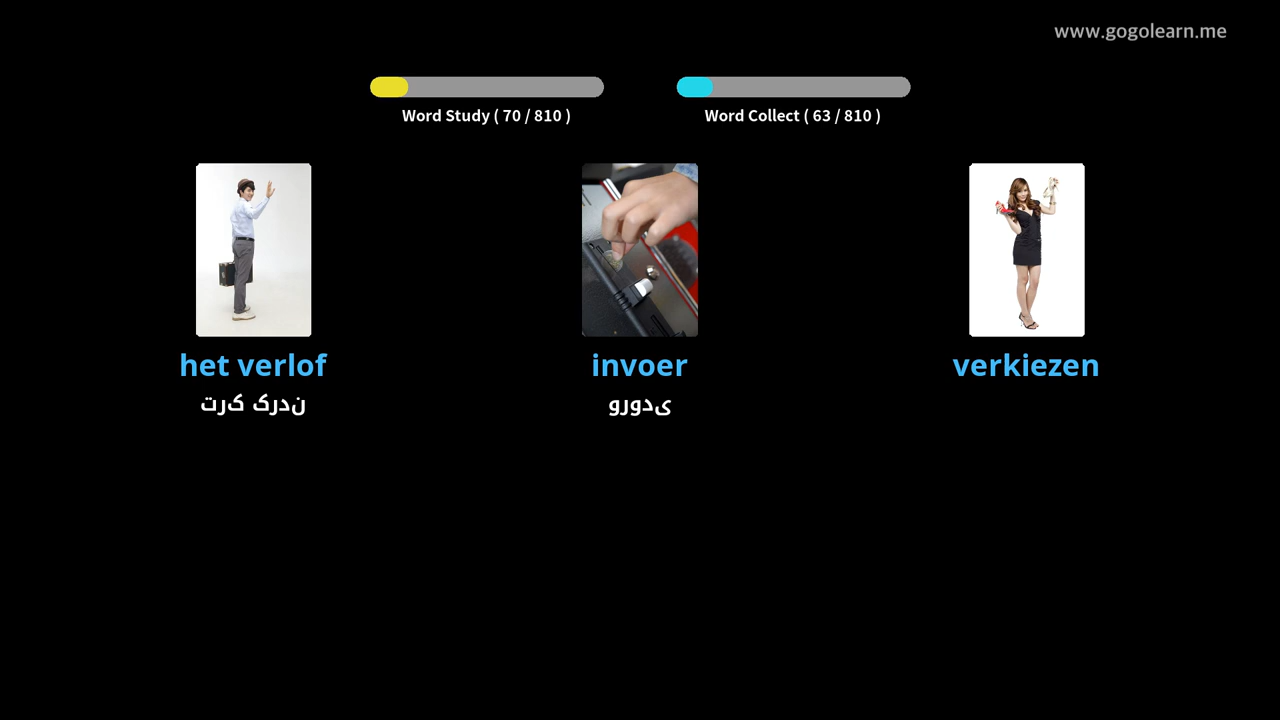 www.gogolearn.me
Word Study ( 70 / 810 )
Word Collect ( 63 / 810 )
het verlof
ترک کردن
invoer
ورودی
verkiezen